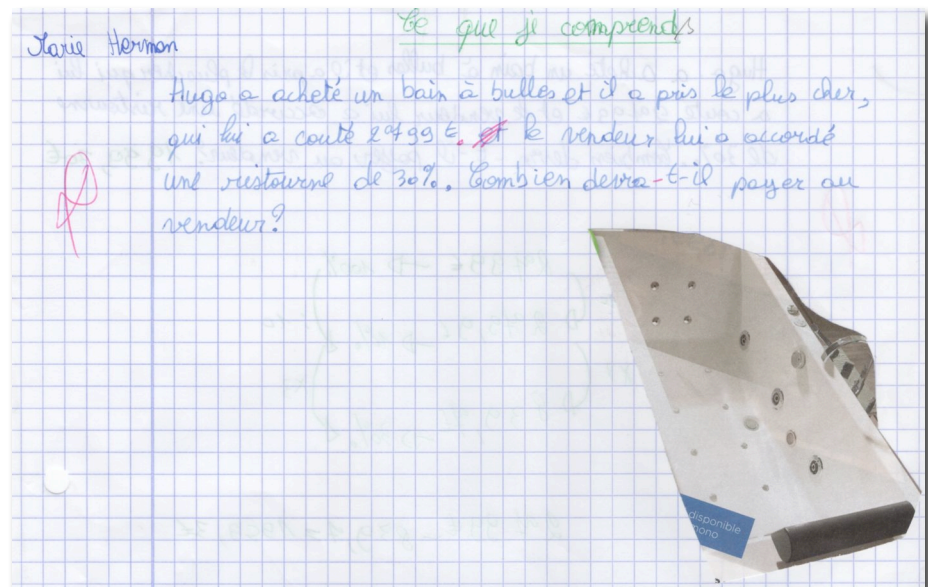 Ce que je comprends
Marie Herman
Hugo a acheté un bain à bulles et il a pris le plus cher,
qui lui a couté 2799 €. le vendeur lui a accordé
une ristourne de 30%. Combien devra-t-il payer au
vendeur?
disponible
mono